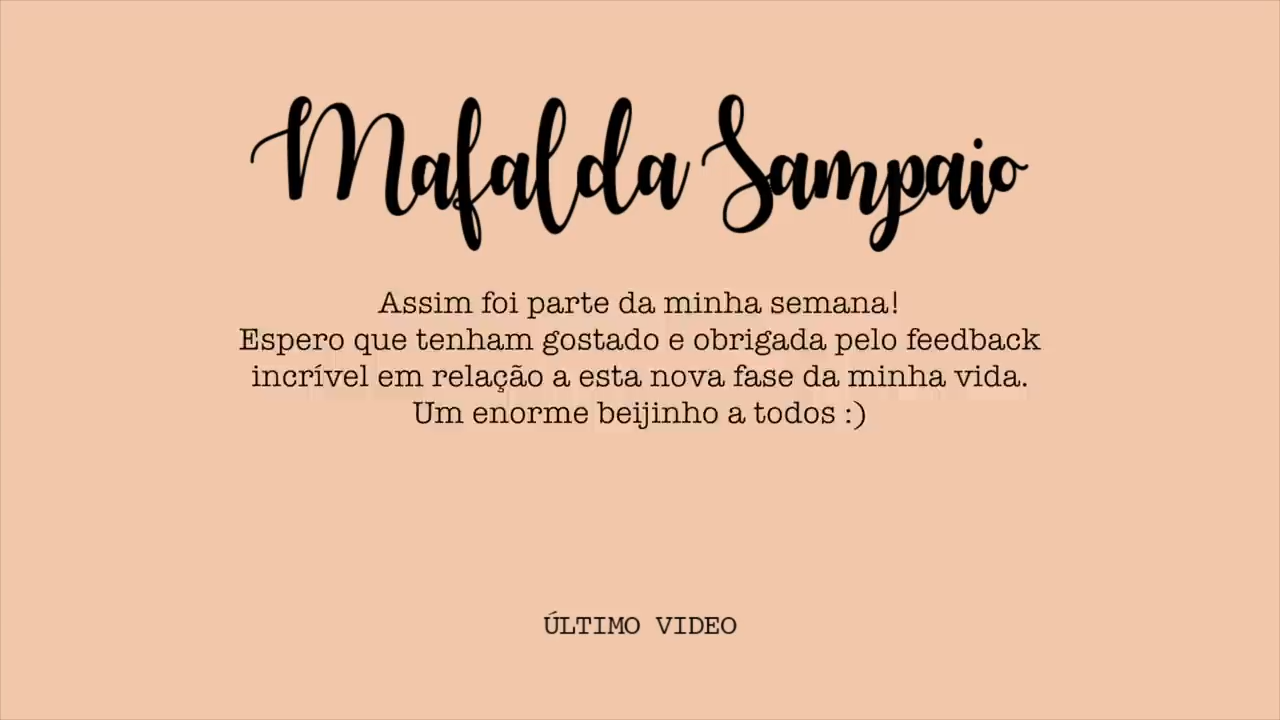 Mafalda Sampaio
Assim foi parte da minha semana!
Espero que tenham gostado e obrigada pelo feedback
incrível em relação a esta nova fase da minha vida.
Um enorme beijinho a todos :)
ÚLTIMO VIDEO